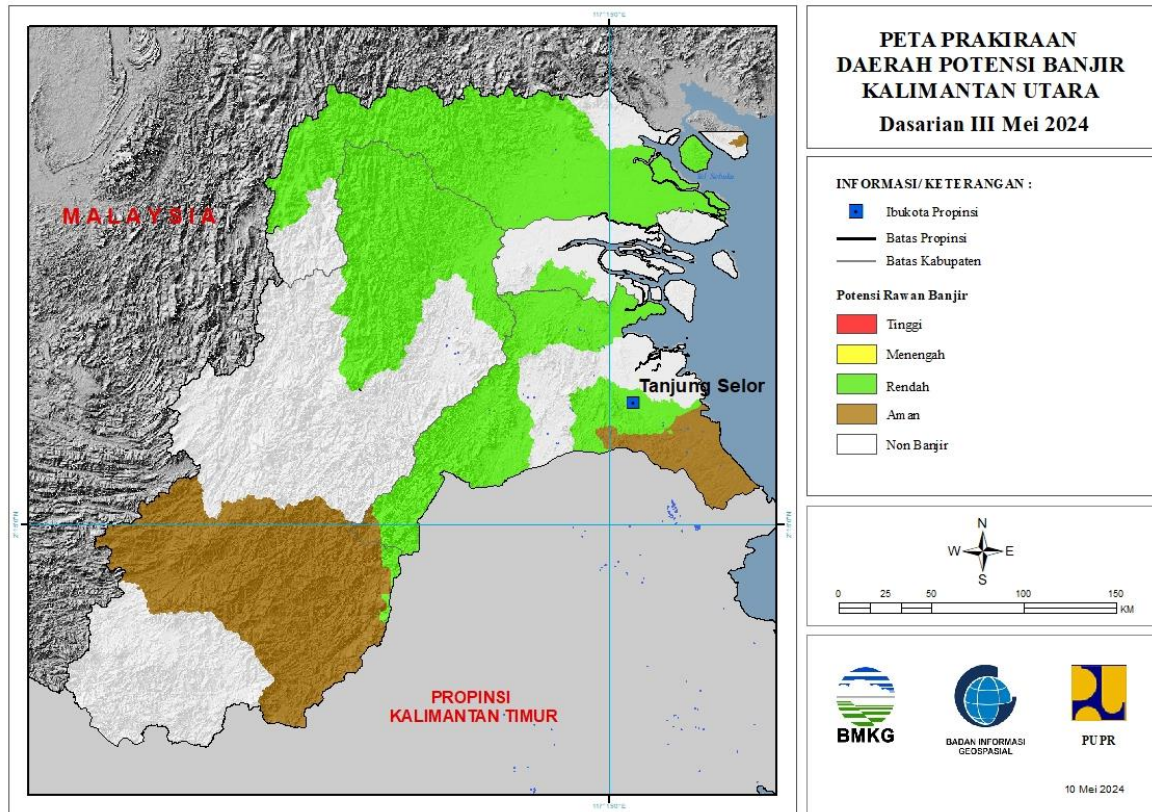 PETA PRAKIRAAN
DAERAH POTENSI BANJIR
KALIMANTAN UTARA
Dasarian III Mei 2024
INFORMASI/ KETERANGAN :
Ibukota Propinsi
Batas Propinsi
Batas Kabupaten
Potensi Rawan Banjir
Tinggi
Menengah
Rendah
Aman
Non Banjir
MALAYSIA
Tanjung Selor
PROPINSI
KALIMANTAN TIMUR
N
W E
S
0 25 50 100 150
KM
BMKG
BADAN INFORMASI
GEOSPASIAL
PUPR
10 Mei 2024